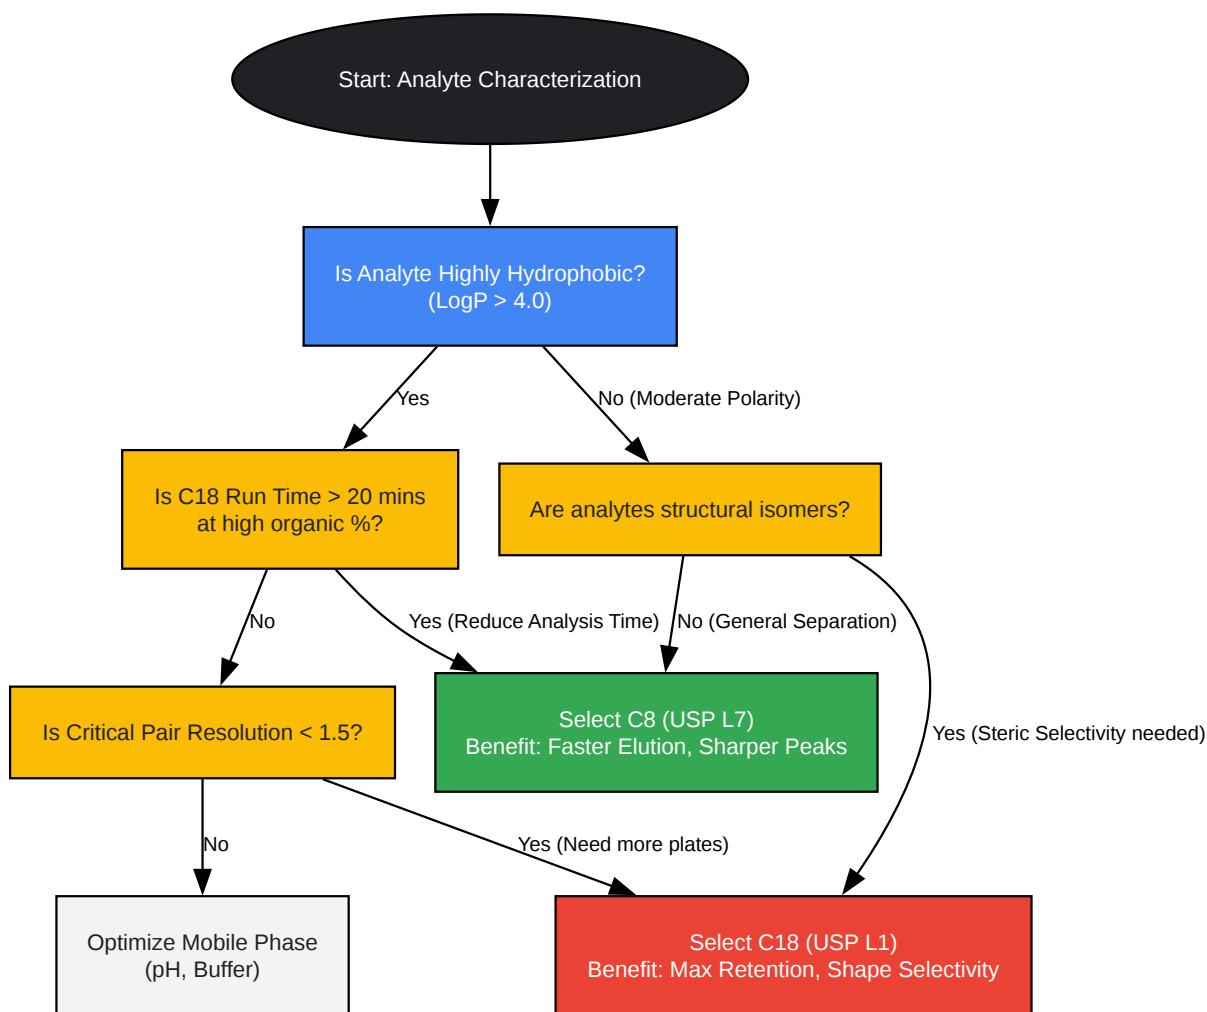 Start: Analyte Characterization
Is Analyte Highly Hydrophobic?
(LogP > 4.0)
Yes
No (Moderate Polarity)
Is C18 Run Time > 20 mins
at high organic %?
Are analytes structural isomers?
No
Yes (Reduce Analysis Time)
No (General Separation)
Is Critical Pair Resolution < 1.5?
Select C8 (USP L7)
Benefit: Faster Elution, Sharper Peaks
Yes (Steric Selectivity needed)
No
Yes (Need more plates)
Optimize Mobile Phase
(pH, Buffer)
Select C18 (USP L1)
Benefit: Max Retention, Shape Selectivity